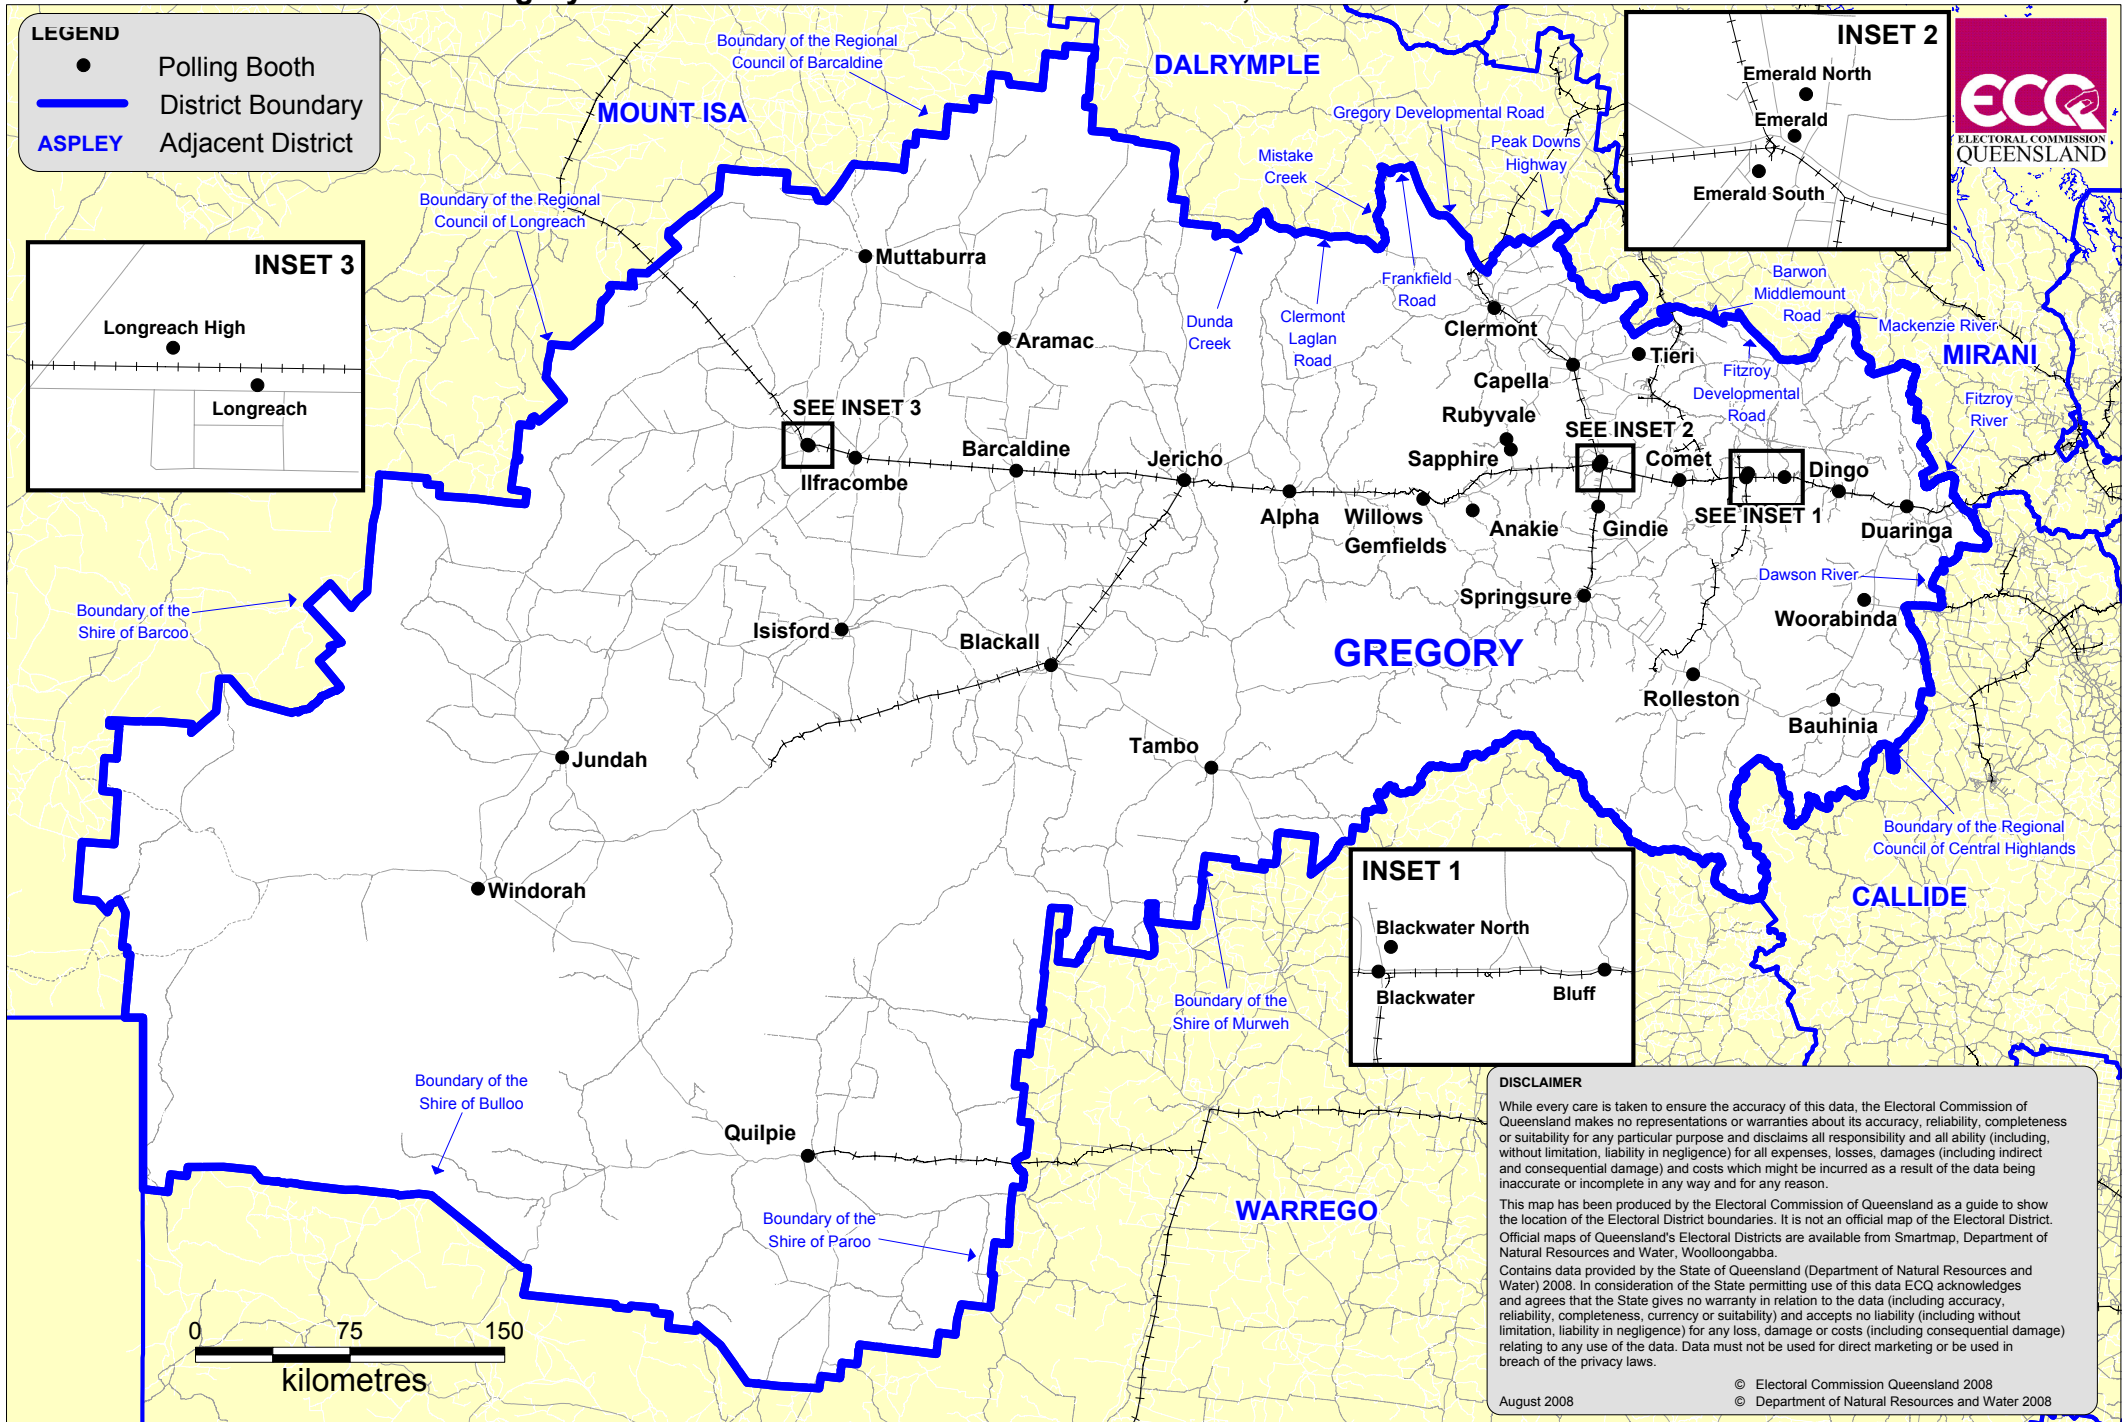 LEGEND
Polling Booth
District Boundary
ASPLEY Adjacent District
Boundary of the Regional
Council of Barcaldine
MOUNT ISA
DALRYMPLE
INSET 2
Emerald North
Emerald
Emerald South
ECQ
ELECTORAL COMMISSION
QUEENSLAND
Gregory Developmental Road
Peak Downs
Highway
Mistake
Creek
Boundary of the Regional
Council of Longreach
INSET 3
Longreach High
Longreach
Muttaburra
Aramac
Dunda
Creek
Clermont
Laglan
Road
Frankfield
Road
Barwon
Middlemount
Road
Mackenzie River
MIRANI
Clermont
Tieri
Capella
Fitzroy
Developmental
Road
Fitzroy
River
Rubyvale
SEE INSET 3
SEE INSET 2
Barcaldine
Jericho
Sapphire
Comet
Dingo
Ilfracombe
Alpha
Willows
Gemfields
Anakie
Gindie
SEE INSET 1
Duaringa
Dawson River
Boundary of the
Shire of Barcoo
Springsure
Woorabinda
Isisford
Blackall
GREGORY
Rolleston
Bauhinia
Tambo
Jundah
Boundary of the Regional
Council of Central Highlands
Windorah
INSET 1
Blackwater North
Blackwater
Bluff
CALLIDE
Boundary of the
Shire of Murweh
Boundary of the
Shire of Bulloo
Quilpie
Boundary of the
Shire of Paroo
WARREGO
0 75 150
kilometres
DISCLAIMER
While every care is taken to ensure the accuracy of this data, the Electoral Commission of
Queensland makes no representations or warranties about its accuracy, reliability, completeness
or suitability for any particular purpose and disclaims all responsibility and all ability (including,
without limitation, liability in negligence) for all expenses, losses, damages (including indirect
and consequential damage) and costs which might be incurred as a result of the data being
inaccurate or incomplete in any way and for any reason.
This map has been produced by the Electoral Commission of Queensland as a guide to show
the location of the Electoral District boundaries. It is not an official map of the Electoral District.
Official maps of Queensland's Electoral Districts are available from Smartmap, Department of
Natural Resources and Water, Woolloongabba.
Contains data provided by the State of Queensland (Department of Natural Resources and
Water) 2008. In consideration of the State permitting use of this data ECQ acknowledges
and agrees that the State gives no warranty in relation to the data (including accuracy,
reliability, completeness, currency or suitability) and accepts no liability (including without
limitation, liability in negligence) for any loss, damage or costs (including consequential damage)
relating to any use of the data. Data must not be used for direct marketing or be used in
breach of the privacy laws.
© Electoral Commission Queensland 2008
August 2008 © Department of Natural Resources and Water 2008